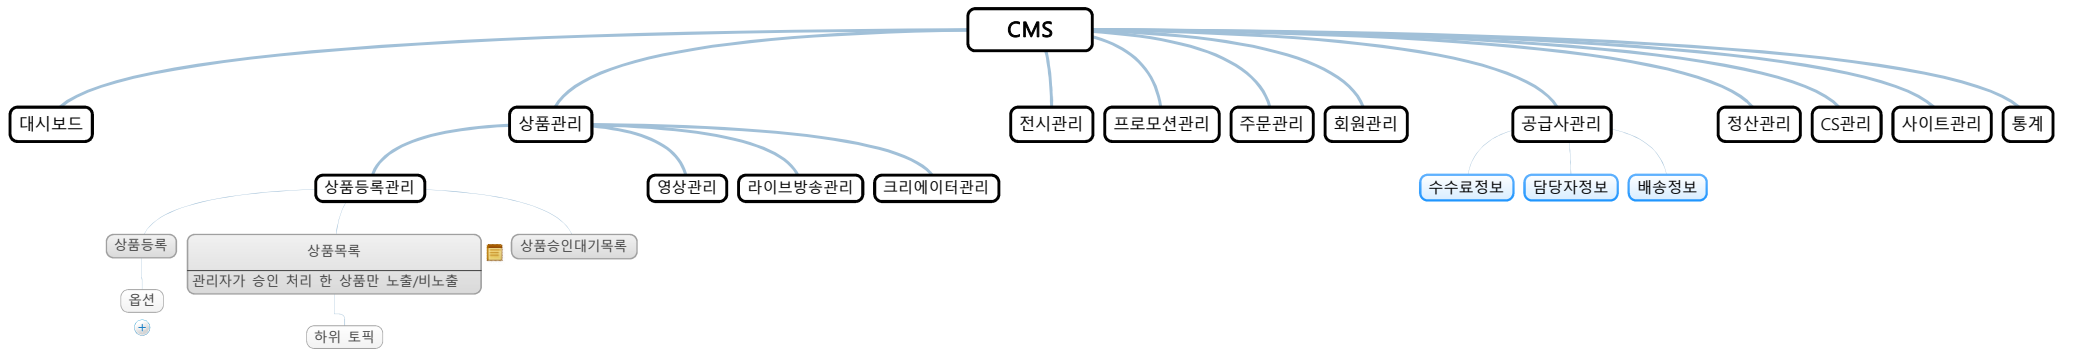 CMS
대시보드
상품관리
전시관리
프로모션관리
주문관리
회원관리
공급사관리
정산관리
CS관리
사이트관리
통계
상품등록관리
영상관리
라이브방송관리
크리에이터관리
수수료정보
담당자정보
배송정보
상품등록
상품목록
상품승인대기목록
관리자가 승인 처리 한 상품만 노출/비노출
옵션
하위 토픽